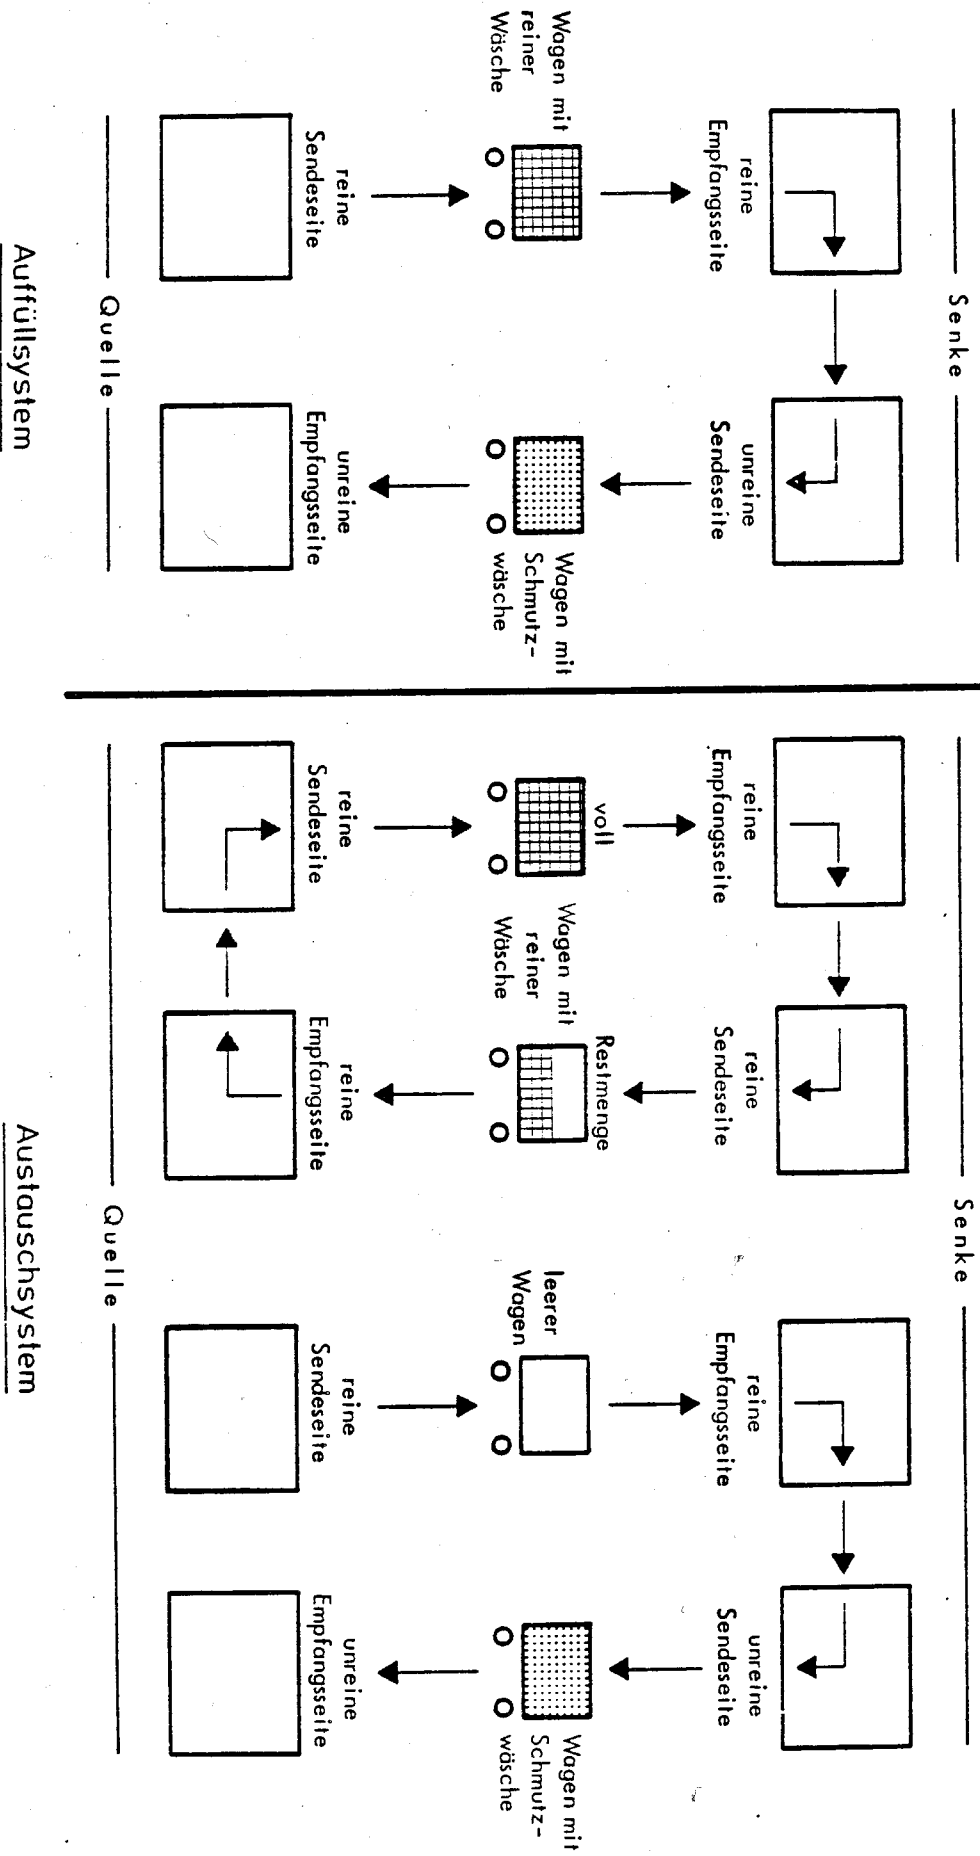 Senke
reine
Empfangsseite
unreine
Sendeseite
Wagen mit
reiner
Wäsche
Wagen mit
Schmutz-
wäsche
reine
Sendeseite
unreine
Empfangsseite
Quelle
Auffüllsystem
Senke
reine
Empfangsseite
reine
Sendeseite
reine
Empfangsseite
unreine
Sendeseite
voll
Wagen mit
reiner
Wäsche
Restmenge
leerer
Wagen
Wagen mit
Schmutz-
wäsche
reine
Sendeseite
reine
Empfangsseite
reine
Sendeseite
unreine
Empfangsseite
Quelle
Austauschsystem